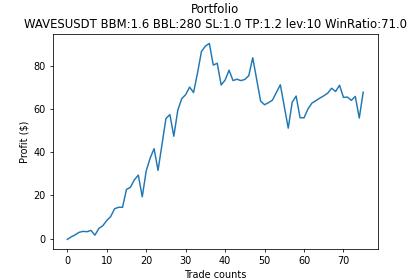 Portfolio
WAVESUSDT BBM:1.6 BBL:280 SL:1.0 TP:1.2 lev:10 WinRatio:71.0
Profit ($)
80
60
40
20
0
0 10 20 30 40 50 60 70
Trade counts